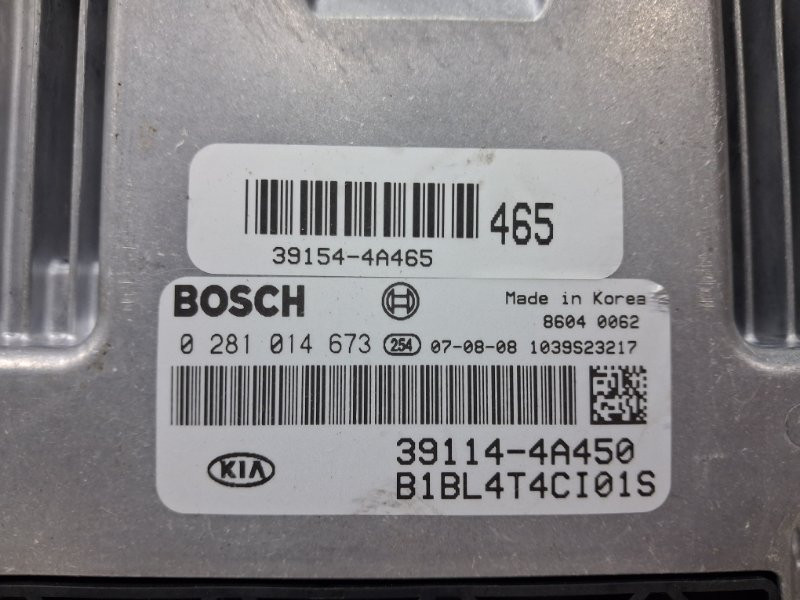 465
39154-4A465
BOSCH
Made in Korea
8604 0062
0 281 014 673 254 07-08-08 1039S23217
KIA
39114-4A450
B1BL4T4CI01S